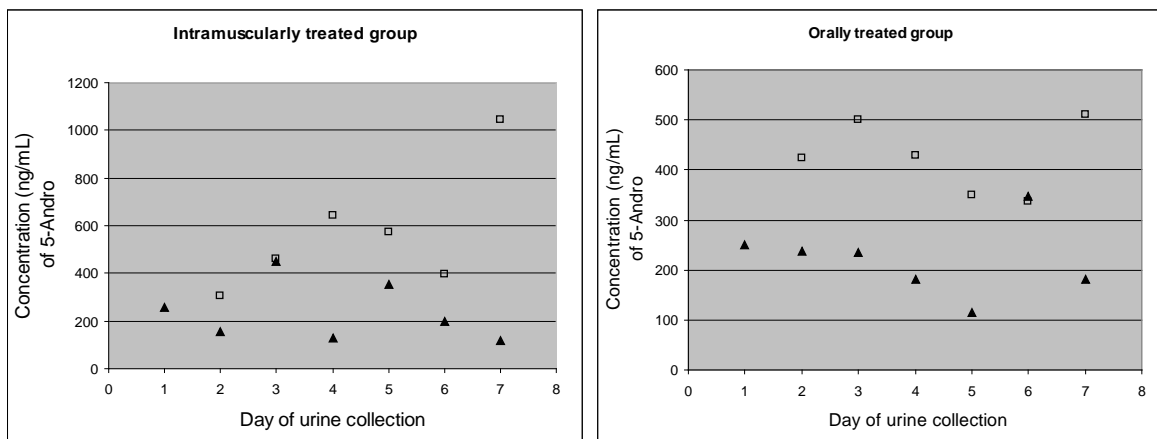 Intramuscularly treated group
Concentration (ng/mL)
of 5-Andro
1200
1000
800
600
400
200
0
0 1 2 3 4 5 6 7 8
Day of urine collection
Orally treated group
Concentration (ng/mL)
of 5-Andro
600
500
400
300
200
100
0
0 1 2 3 4 5 6 7 8
Day of urine collection